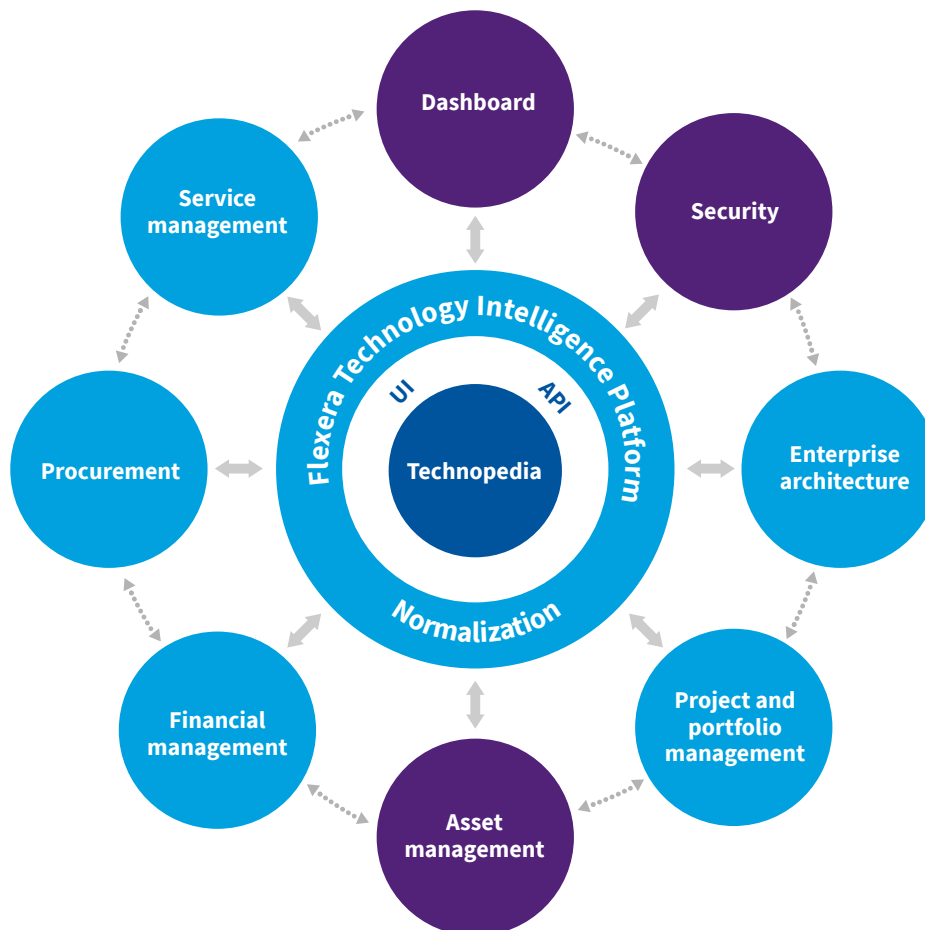 Dashboard
Security
Service
management
Flexera Technology Intelligence Platform
UI
API
Technopedia
Procurement
Enterprise
architecture
Normalization
Financial
management
Project and
portfolio
management
Asset
management